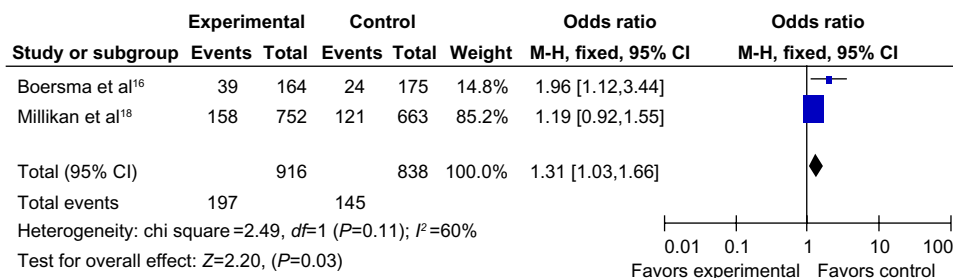 Experimental Control Odds ratio Odds ratio
Study or subgroup Events Total Events Total Weight M-H, fixed, 95% CI M-H, fixed, 95% CI
Boersma et al¹⁶ 39 164 24 175 14.8% 1.96 [1.12,3.44]
Millikan et al¹⁸ 158 752 121 663 85.2% 1.19 [0.92,1.55]
Total (95% CI) 916 838 100.0% 1.31 [1.03,1.66]
Total events 197 145
Heterogeneity: chi square=2.49, df=1 (P=0.11); I²=60%
Test for overall effect: Z=2.20, (P=0.03)
0.01 0.1 1 10 100
Favors experimental Favors control